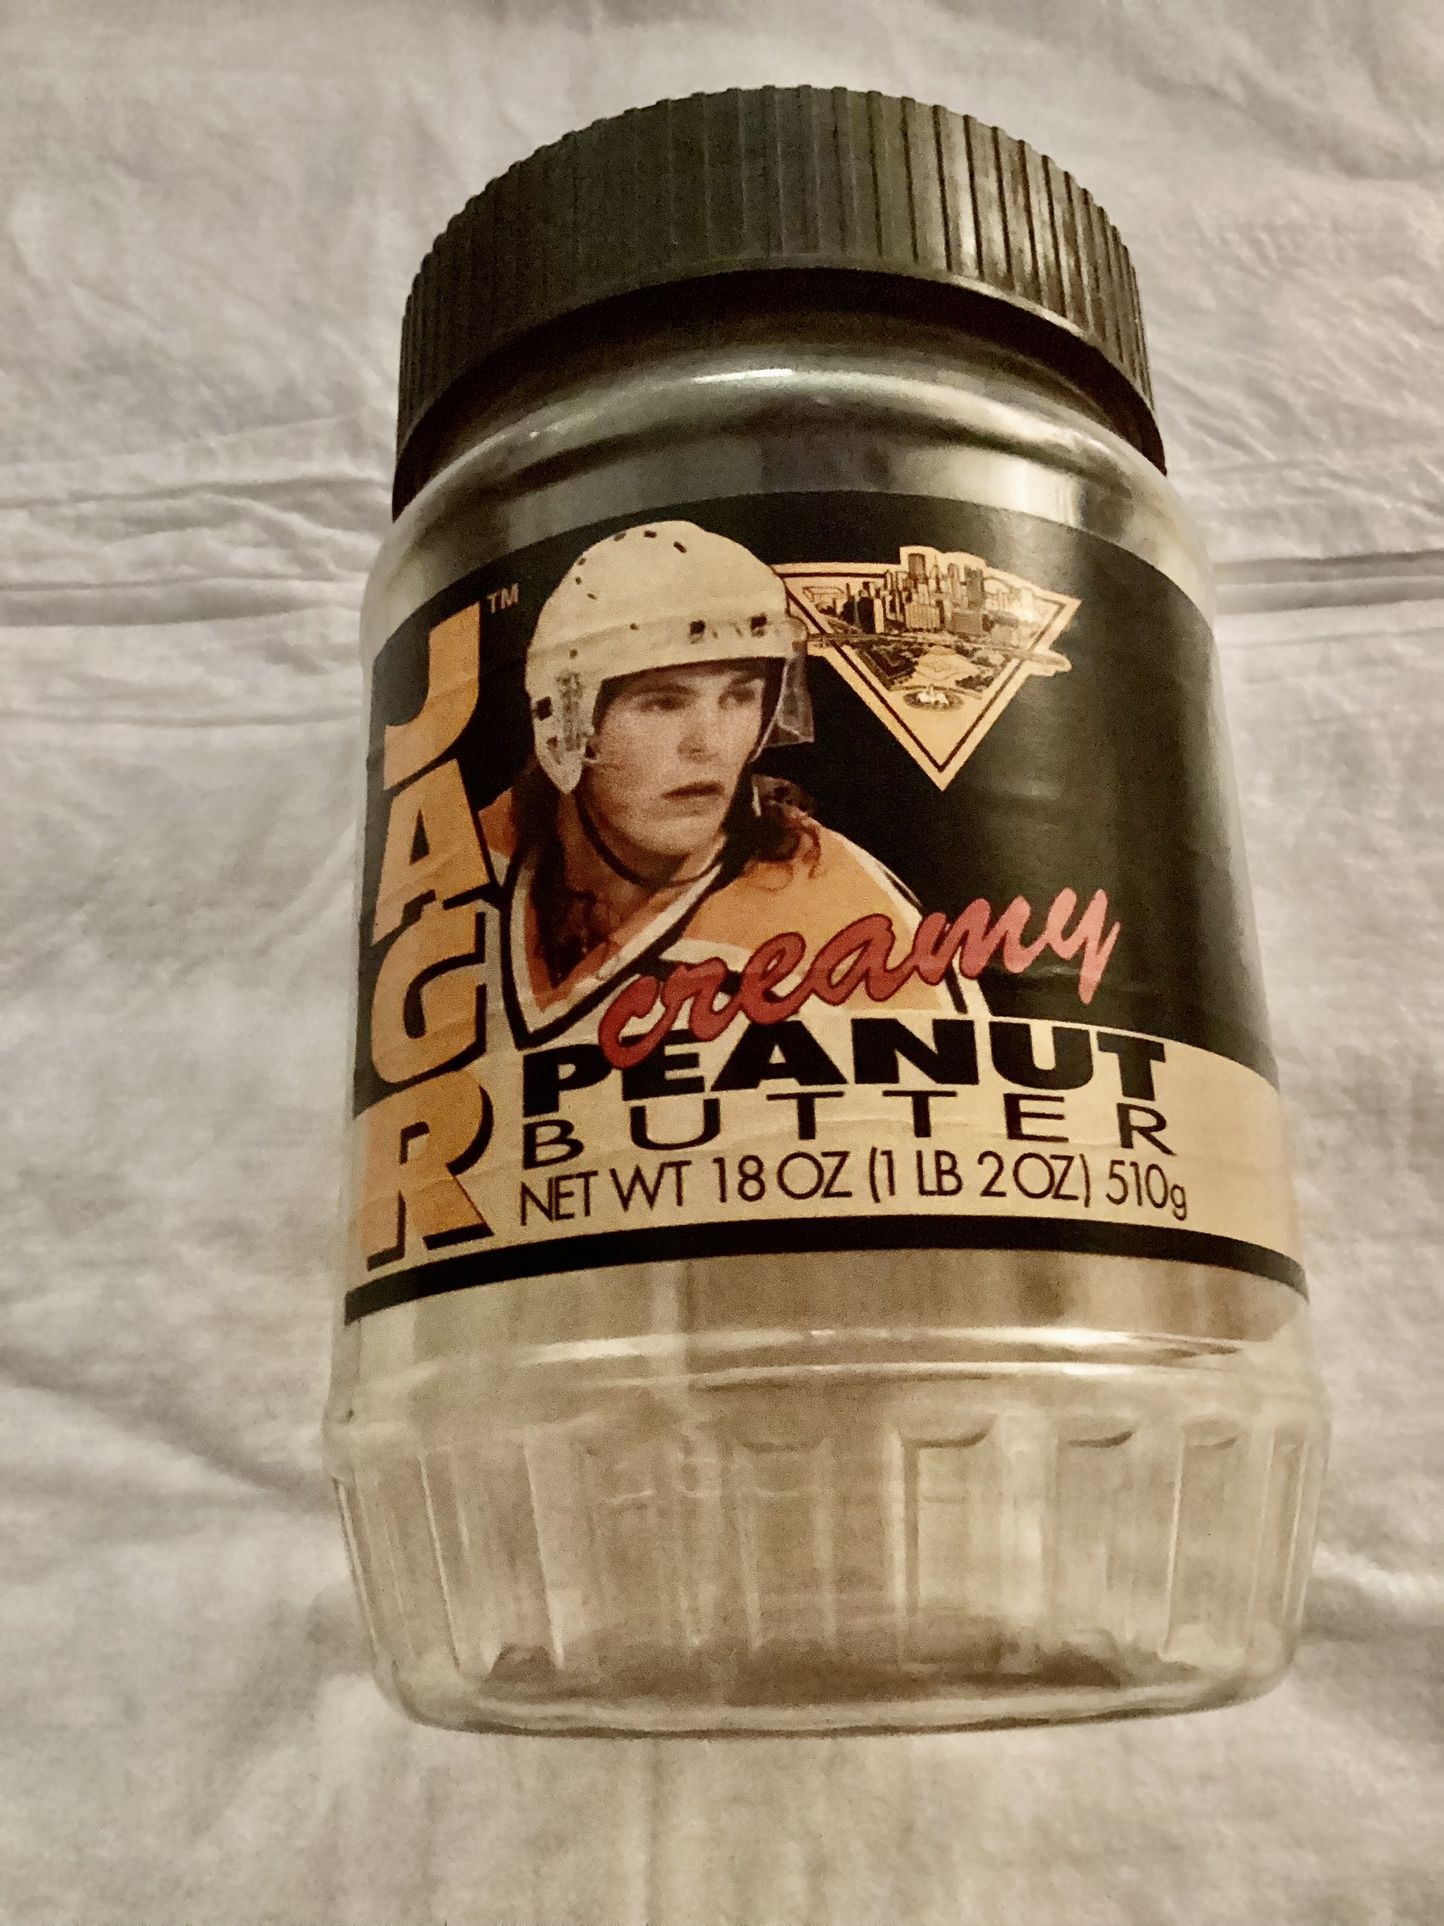 JAGR™
creamy
PEANUT
BUTTER
NET WT 18 OZ (1 LB 2 OZ) 510g